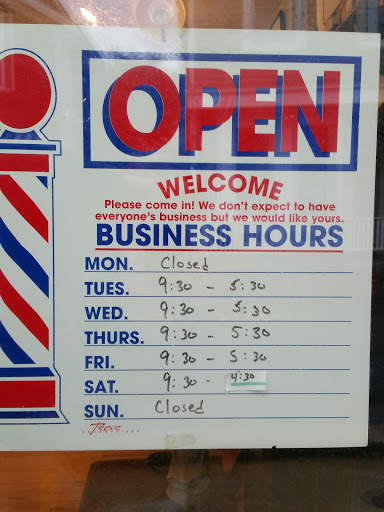 OPEN
WELCOME
Please come in! We don't expect to have
everyone's business but we would like yours.
BUSINESS HOURS
MON. Closed
TUES. 9:30 - 5:30
WED. 9:30 - 5:30
THURS. 9:30 - 5:30
FRI. 9:30 - 5:30
SAT. 9:30 - 4:30
SUN. Closed